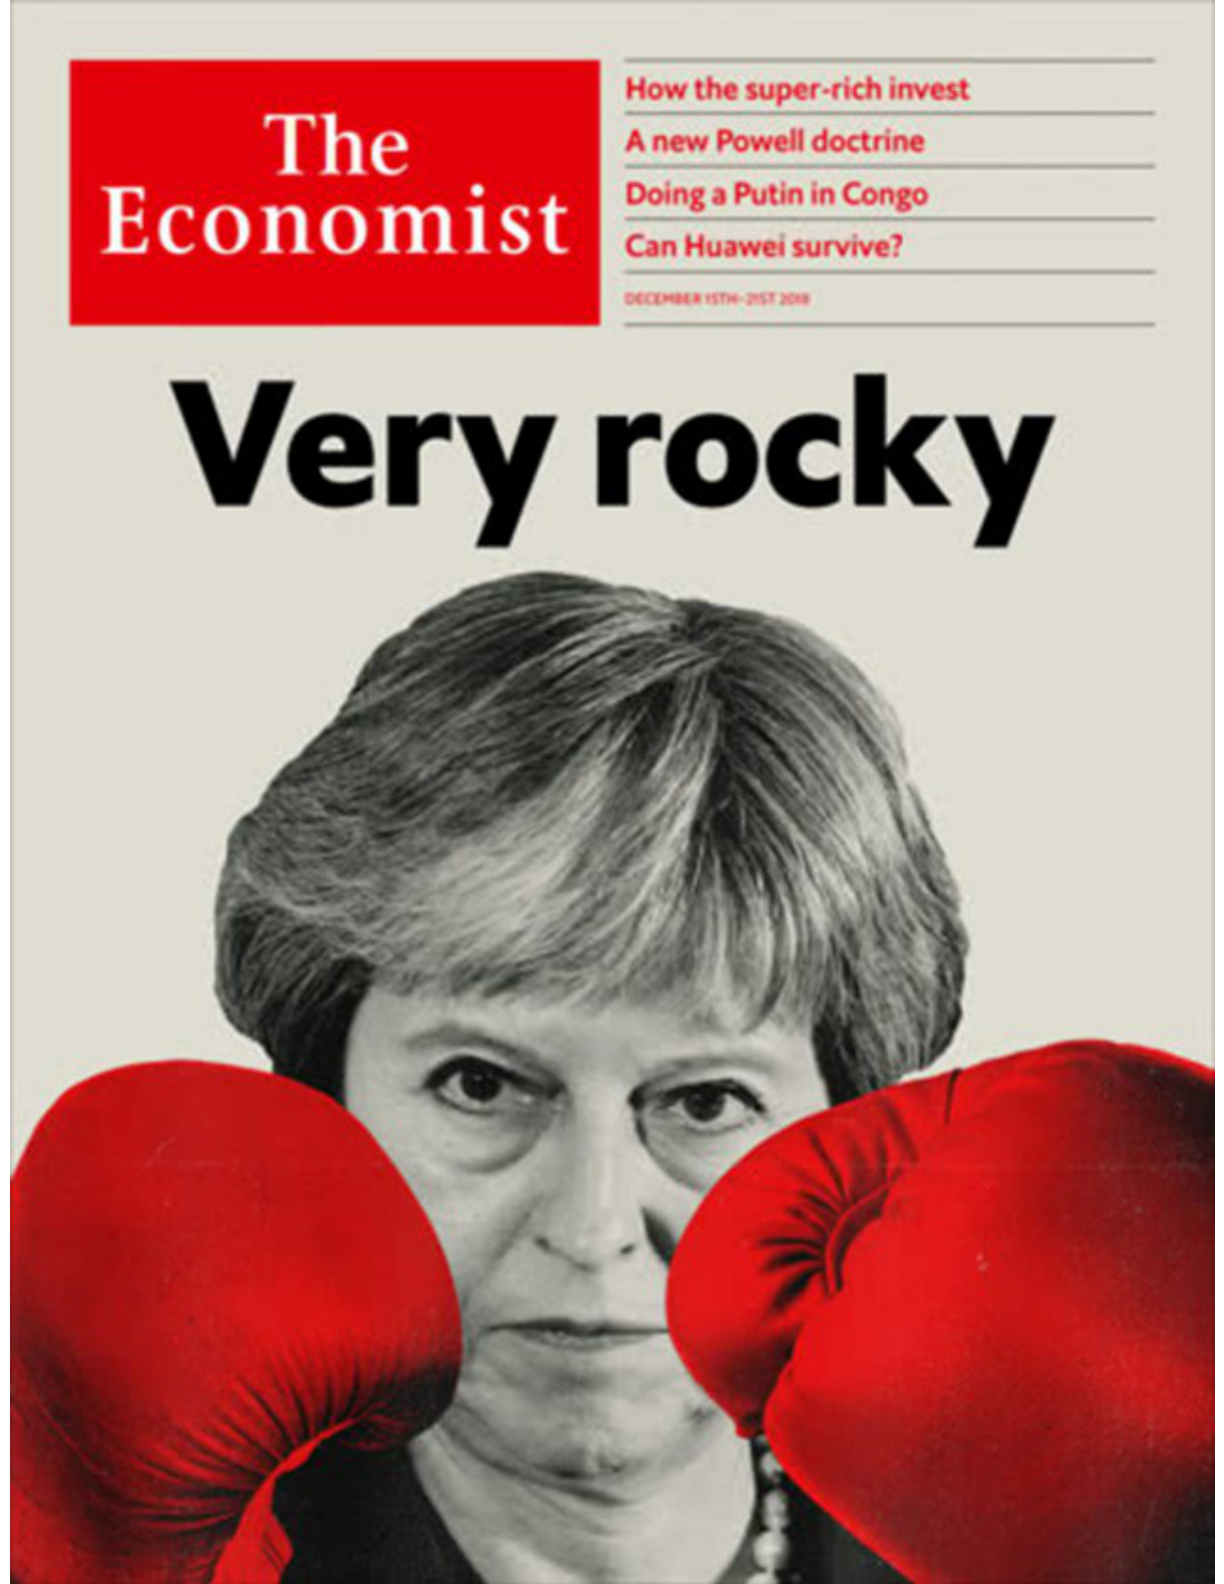 The
Economist
How the super-rich invest
A new Powell doctrine
Doing a Putin in Congo
Can Huawei survive?
DECEMBER 15TH–21ST 2018
Very rocky